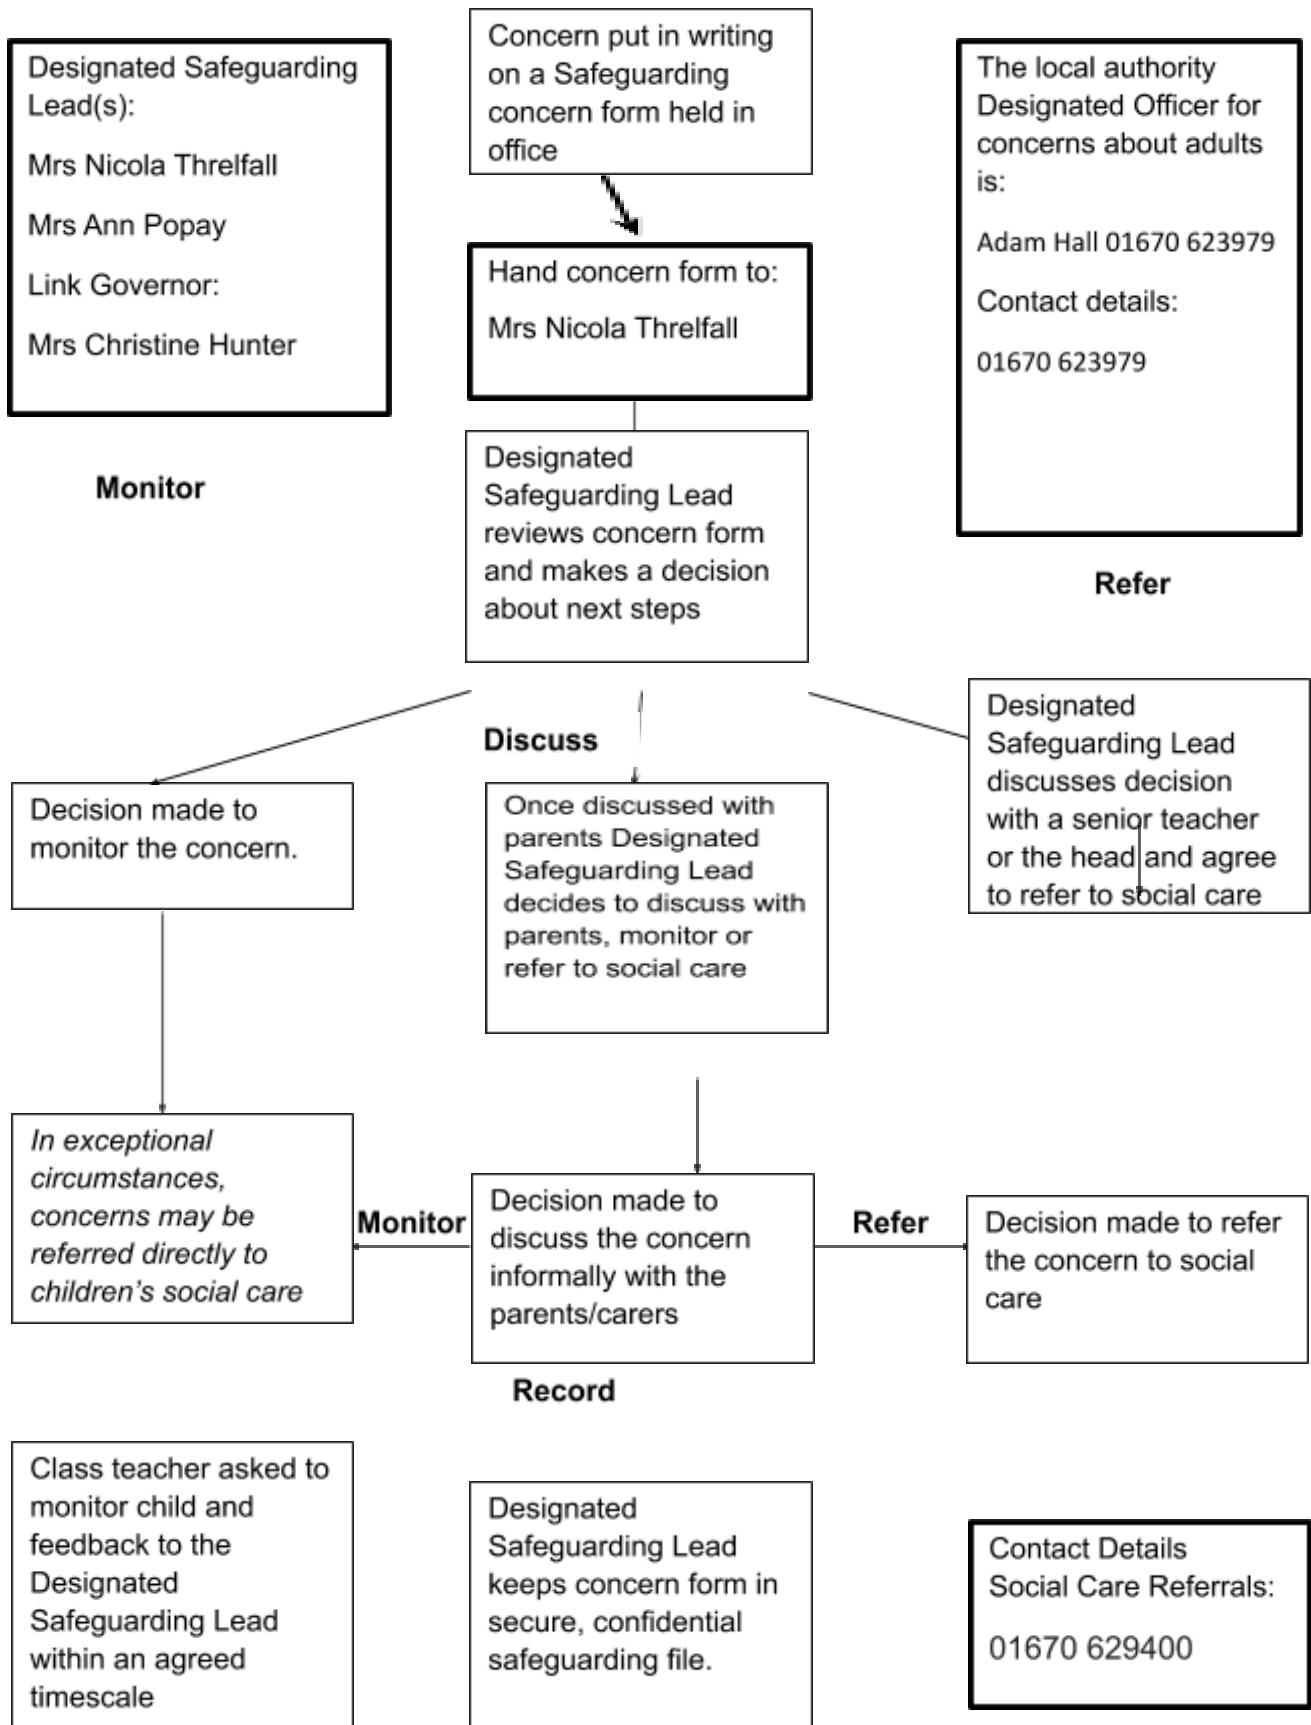 Designated Safeguarding
Lead(s):
Mrs Nicola Threlfall
Mrs Ann Popay
Link Governor:
Mrs Christine Hunter
Concern put in writing
on a Safeguarding
concern form held in
office
Hand concern form to:
Mrs Nicola Threlfall
The local authority
Designated Officer for
concerns about adults
is:
Adam Hall 01670 623979
Contact details:
01670 623979
Monitor
Designated
Safeguarding Lead
reviews concern form
and makes a decision
about next steps
Refer
Discuss
Decision made to
monitor the concern.
Once discussed with
parents Designated
Safeguarding Lead
decides to discuss with
parents, monitor or
refer to social care
Designated
Safeguarding Lead
discusses decision
with a senior teacher
or the head and agree
to refer to social care
In exceptional
circumstances,
concerns may be
referred directly to
children's social care
Monitor
Decision made to
discuss the concern
informally with the
parents/carers
Refer
Decision made to refer
the concern to social
care
Record
Class teacher asked to
monitor child and
feedback to the
Designated
Safeguarding Lead
within an agreed
timescale
Designated
Safeguarding Lead
keeps concern form in
secure, confidential
safeguarding file.
Contact Details
Social Care Referrals:
01670 629400